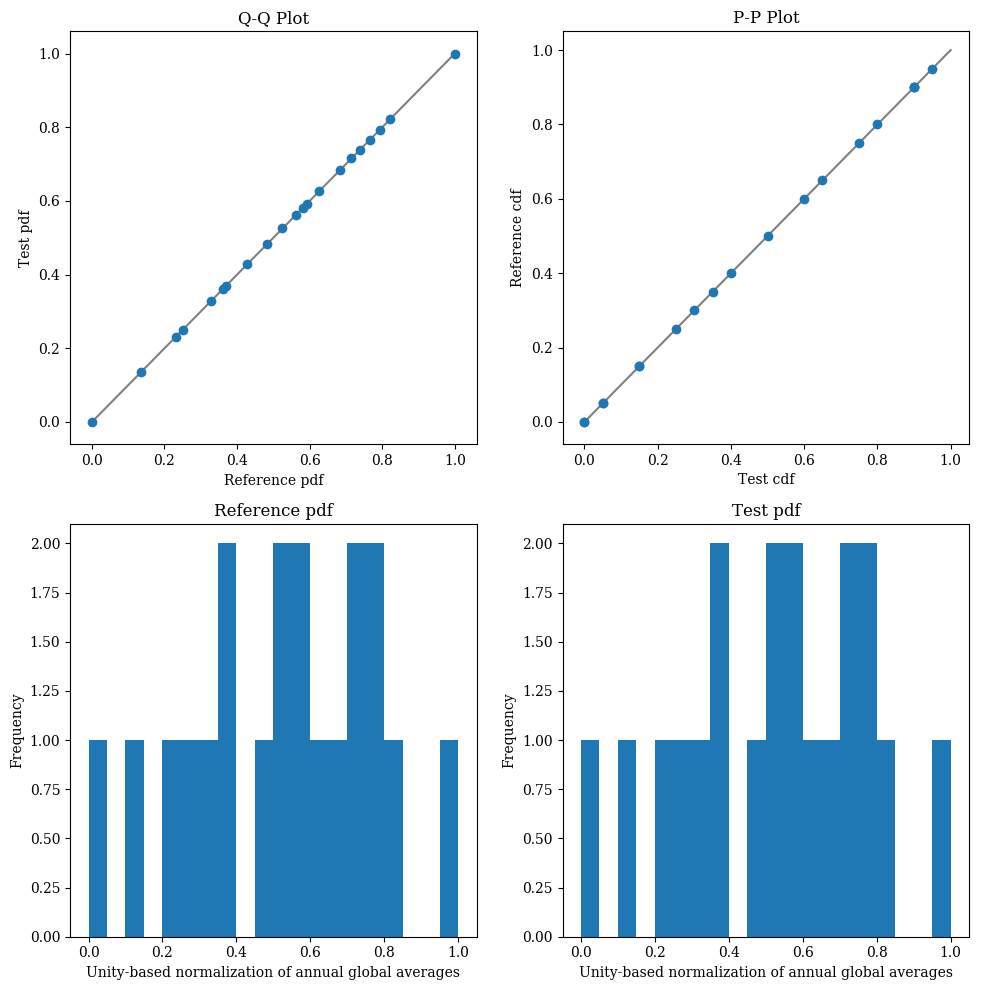 Q-Q Plot
1.0
0.8
0.6
0.4
0.2
0.0
Test pdf
0.0 0.2 0.4 0.6 0.8 1.0
Reference pdf
P-P Plot
1.0
0.8
0.6
0.4
0.2
0.0
Reference cdf
0.0 0.2 0.4 0.6 0.8 1.0
Test cdf
Reference pdf
2.00
1.75
1.50
1.25
1.00
0.75
0.50
0.25
0.00
Frequency
0.0 0.2 0.4 0.6 0.8 1.0
Unity-based normalization of annual global averages
Test pdf
2.00
1.75
1.50
1.25
1.00
0.75
0.50
0.25
0.00
Frequency
0.0 0.2 0.4 0.6 0.8 1.0
Unity-based normalization of annual global averages